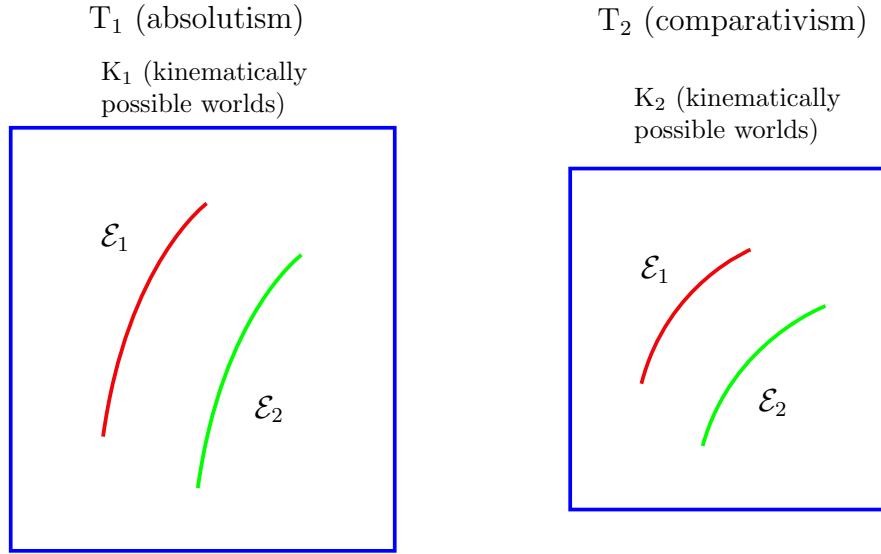 T₁ (absolutism)
K₁ (kinematically
possible worlds)
ℰ₁
ℰ₂
T₂ (comparativism)
K₂ (kinematically
possible worlds)
ℰ₁
ℰ₂